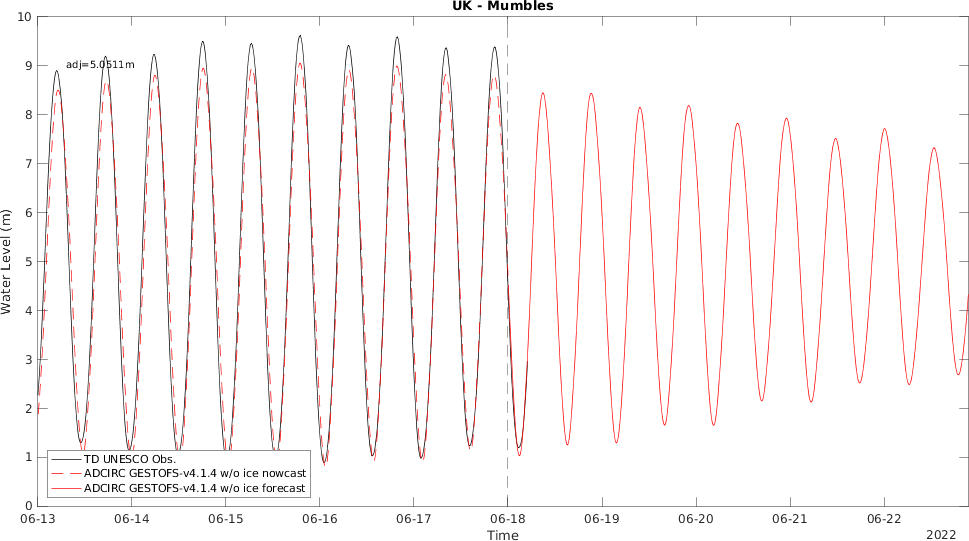 UK - Mumbles
10
9
8
7
6
5
4
3
2
1
0
Water Level (m)
adj=5.0511m
TD UNESCO Obs.
ADCIRC GESTOFS-v4.1.4 w/o ice nowcast
ADCIRC GESTOFS-v4.1.4 w/o ice forecast
06-13 06-14 06-15 06-16 06-17 06-18 06-19 06-20 06-21 06-22
Time
2022